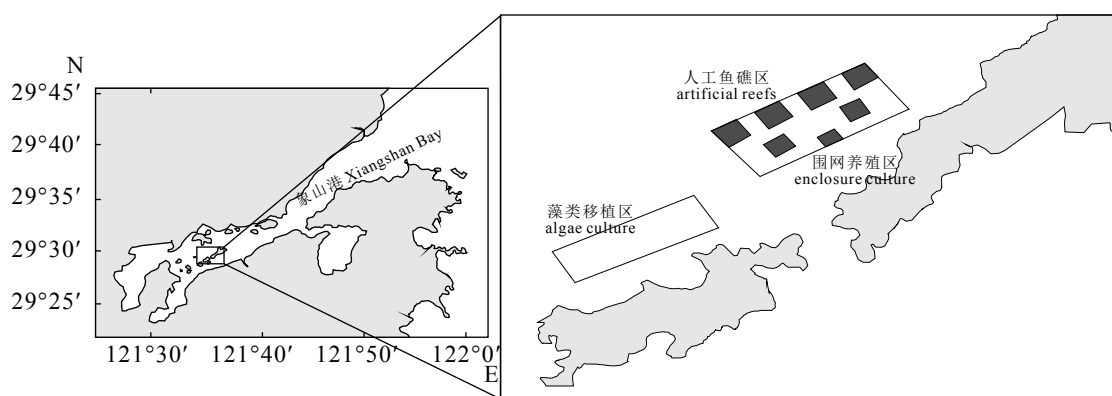 N
29°45′
29°40′
29°35′
29°30′
29°25′
121°30′
121°40′
121°50′
122°0′
E
象山港 Xiangshan Bay
人工鱼礁区
artificial reefs
围网养殖区
enclosure culture
藻类移植区
algae culture